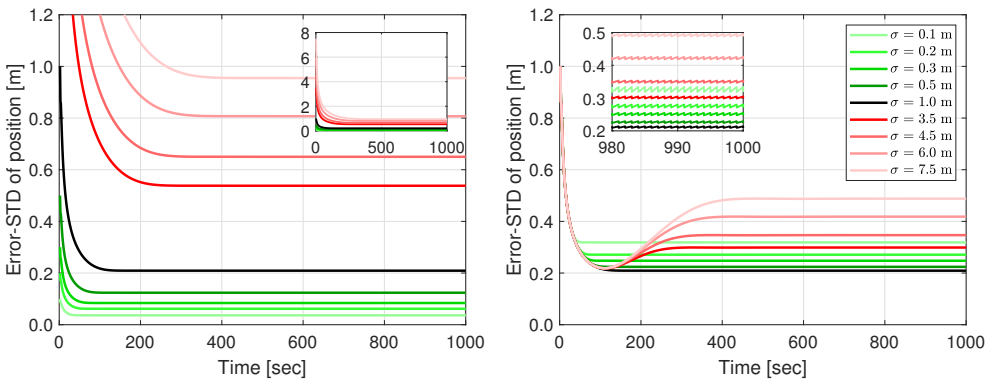 Error-STD of position [m]
1.2
1.0
0.8
0.6
0.4
0.2
0.0
0 200 400 600 800 1000
Time [sec]
8
6
4
2
0
0 500 1000
Error-STD of position [m]
1.2
1.0
0.8
0.6
0.4
0.2
0.0
0 200 400 600 800 1000
Time [sec]
0.5
0.4
0.3
0.2
980 990 1000
σ = 0.1 m
σ = 0.2 m
σ = 0.3 m
σ = 0.5 m
σ = 1.0 m
σ = 3.5 m
σ = 4.5 m
σ = 6.0 m
σ = 7.5 m